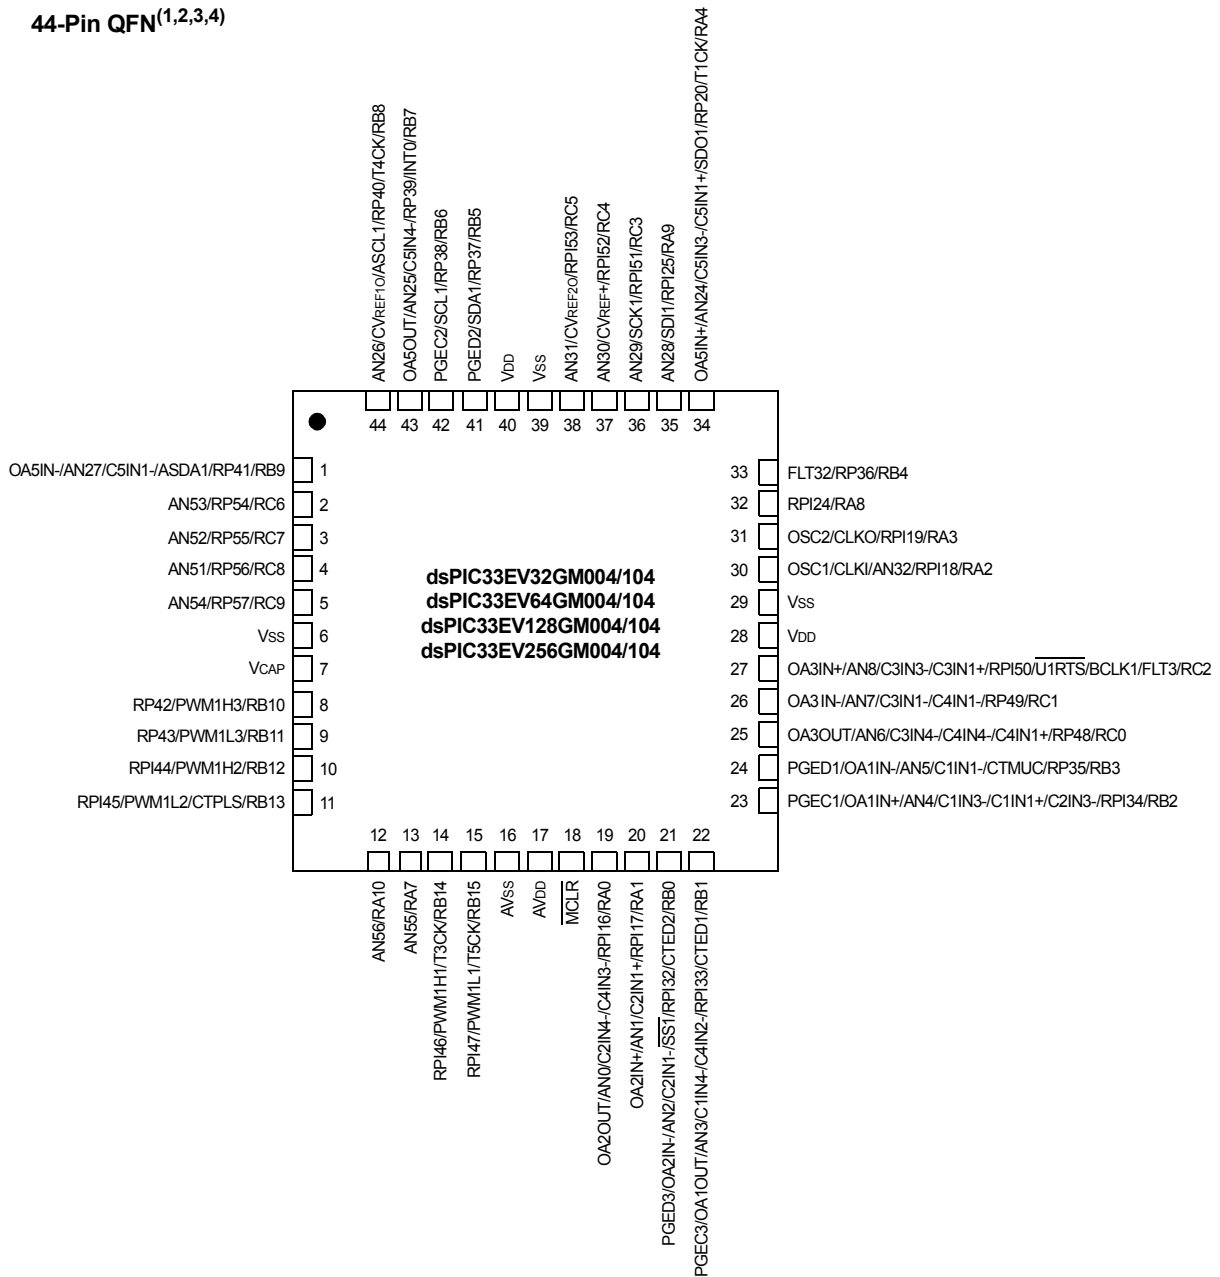 44-Pin QFN(1,2,3,4)
AN26/CVREF1O/ASCL1/RP40/T4CK/RB8
OA5OUT/AN25/C5IN4-/RP39/INT0/RB7
PGEC2/SCL1/RP38/RB6
PGED2/SDA1/RP37/RB5
VDD
VSS
AN31/CVREF2O/RPI53/RC5
AN30/CVREF+/RPI52/RC4
AN29/SCK1/RPI51/RC3
AN28/SDI1/RPI25/RA9
OA5IN+/AN24/C5IN3-/C5IN1+/SDO1/RP20/T1CK/RA4
44 43 42 41 40 39 38 37 36 35 34
OA5IN-/AN27/C5IN1-/ASDA1/RP41/RB9 1
AN53/RP54/RC6 2
AN52/RP55/RC7 3
AN51/RP56/RC8 4
AN54/RP57/RC9 5
VSS 6
VCAP 7
RP42/PWM1H3/RB10 8
RP43/PWM1L3/RB11 9
RPI44/PWM1H2/RB12 10
RPI45/PWM1L2/CTPLS/RB13 11
dsPIC33EV32GM004/104
dsPIC33EV64GM004/104
dsPIC33EV128GM004/104
dsPIC33EV256GM004/104
33 FLT32/RP36/RB4
32 RPI24/RA8
31 OSC2/CLKO/RPI19/RA3
30 OSC1/CLKI/AN32/RPI18/RA2
29 VSS
28 VDD
27 OA3IN+/AN8/C3IN3-/C3IN1+/RPI50/U1RTS/BCLK1/FLT3/RC2
26 OA3IN-/AN7/C3IN1-/C4IN1-/RP49/RC1
25 OA3OUT/AN6/C3IN4-/C4IN4-/C4IN1+/RP48/RC0
24 PGED1/OA1IN-/AN5/C1IN1-/CTMUC/RP35/RB3
23 PGEC1/OA1IN+/AN4/C1IN3-/C1IN1+/C2IN3-/RPI34/RB2
12 13 14 15 16 17 18 19 20 21 22
AN56/RA10
AN55/RA7
RPI46/PWM1H1/T3CK/RB14
RPI47/PWM1L1/T5CK/RB15
AVSS
AVDD
MCLR
OA2OUT/AN0/C2IN4-/C4IN3-/RPI16/RA0
OA2IN+/AN1/C2IN1+/RPI17/RA1
PGED3/OA2IN-/AN2/C2IN1-/SS1/RPI32/CTED2/RB0
PGEC3/OA1OUT/AN3/C1IN4-/C4IN2-/RPI33/CTED1/RB1